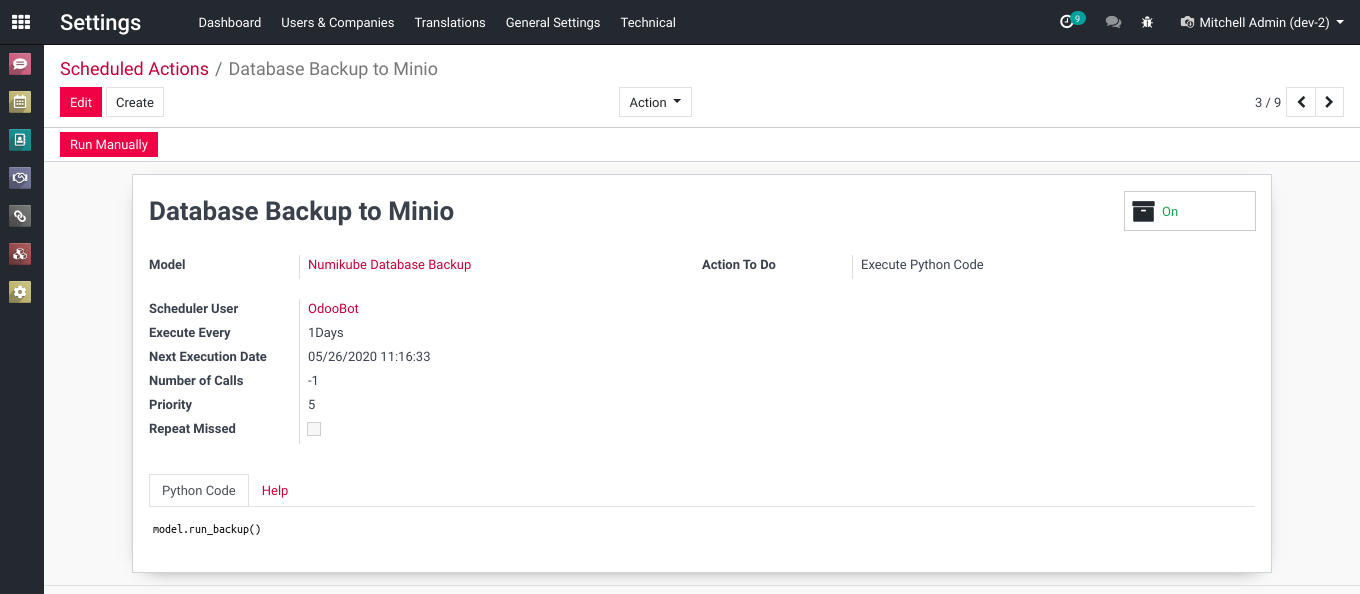 Settings Dashboard Users & Companies Translations General Settings Technical 9 Mitchell Admin (dev-2)
Scheduled Actions / Database Backup to Minio
Edit Create Action 3 / 9
Run Manually
Database Backup to Minio On
Model Numikube Database Backup Action To Do Execute Python Code
Scheduler User OdooBot
Execute Every 1Days
Next Execution Date 05/26/2020 11:16:33
Number of Calls -1
Priority 5
Repeat Missed
Python Code Help
model.run_backup()